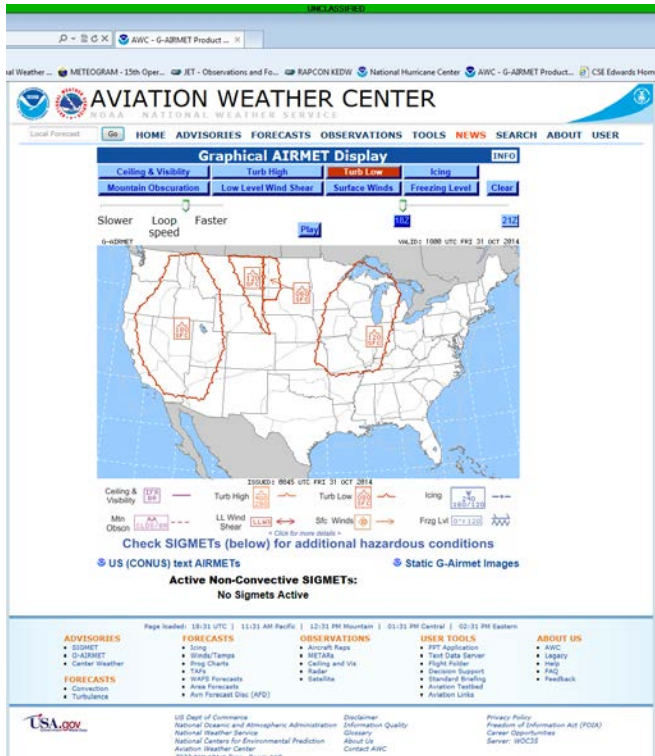 UNCLASSIFIED
AWC - G-AIRMET Product ...
nal Weather ... METEOGRAM - 15th Oper... JET - Observations and Fo... RAPCON KEDW National Hurricane Center AWC - G-AIRMET Product... CSE Edwards Hom
AVIATION WEATHER CENTER
NOAA NATIONAL WEATHER SERVICE
Local Forecast Go HOME ADVISORIES FORECASTS OBSERVATIONS TOOLS NEWS SEARCH ABOUT USER
Graphical AIRMET Display INFO
Ceiling & Visiblity Turb High Turb Low Icing
Mountain Obscuration Low Level Wind Shear Surface Winds Freezing Level Clear
Slower Loop Faster
speed
Play
18Z 21Z
G-AIRMET VALID: 1800 UTC FRI 31 OCT 2014
ISSUED: 0845 UTC FRI 31 OCT 2014
Ceiling & Visibility IFR BR Turb High Turb Low Icing
Mtn Obscn LL Wind Shear LLWS Sfc Winds Frzg Lvl 0°:120
< Click for more details >
Check SIGMETs (below) for additional hazardous conditions
US (CONUS) text AIRMETs Static G-Airmet Images
Active Non-Convective SIGMETs:
No Sigmets Active
Page loaded: 18:31 UTC | 11:31 AM Pacific | 12:31 PM Mountain | 01:31 PM Central | 02:31 PM Eastern
ADVISORIES
SIGMET
G-AIRMET
Center Weather
FORECASTS
Convection
Turbulence
FORECASTS
Icing
Winds/Temps
Prog Charts
TAFs
WAFS Forecasts
Area Forecasts
Avn Forecast Disc (AFD)
OBSERVATIONS
Aircraft Reps
METARs
Ceiling and Vis
Radar
Satellite
USER TOOLS
FPT Application
Text Data Server
Flight Folder
Decision Support
Standard Briefing
Aviation Testbed
Aviation Links
ABOUT US
AWC
Legacy
Help
FAQ
Feedback
USA.gov
US Dept of Commerce
National Oceanic and Atmospheric Administration
National Weather Service
National Centers for Environmental Prediction
Aviation Weather Center
Disclaimer
Information Quality
Glossary
About Us
Contact AWC
Privacy Policy
Freedom of Information Act (FOIA)
Career Opportunities